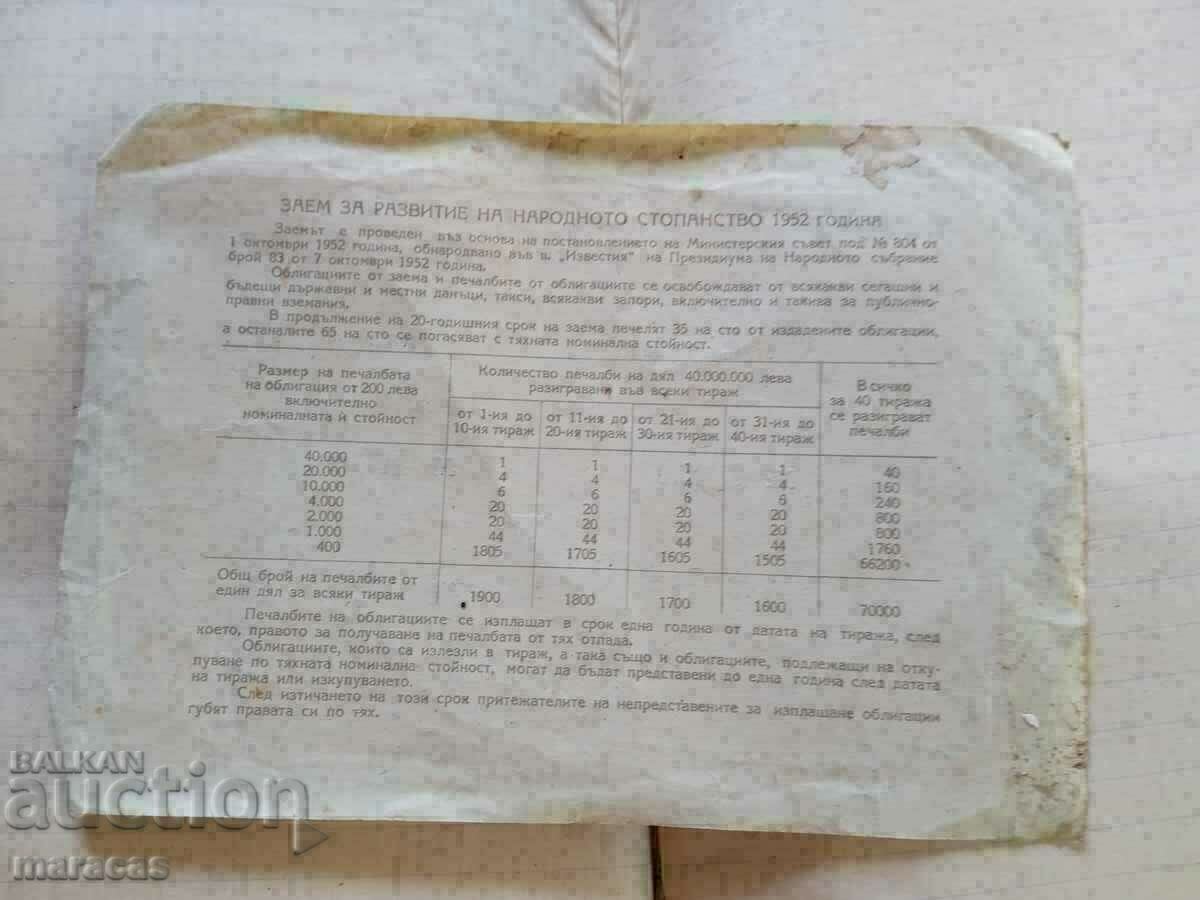 ЗАЕМ ЗА РАЗВИТИЕ НА НАРОДНОТО СТОПАНСТВО 1952 ГОДИНА
Заемът е проведен въз основа на постановлението на Министерския съвет под № 804 от
1 октомври 1952 година, обнародвано във в. „Известия" на Президиума на Народното събрание
брой 83 от 7 октомври 1952 година.
Облигациите от заема и печалбите от облигациите се освобождават от всякакви сегашни и
бъдещи държавни и местни данъци, такси, всякакви запори, включително и такива за публично-
правни вземания.
В продължение на 20-годишния срок на заема печелят 35 на сто от издадените облигации,
а останалите 65 на сто се погасяват с тяхната номинална стойност.
Размер на печалбата
на облигация от 200 лева
включително
номиналната ѝ стойност
Количество печалби на дял 40.000.000 лева
разигравани във всеки тираж
от 1-ия до
10-ия тираж
от 11-ия до
20-ия тираж
от 21-ия до
30-ия тираж
от 31-ия до
40-ия тираж
Всичко
за 40 тиража
се разиграват
печалби
40.000 1 1 1 1 40
20.000 4 4 4 4 160
10.000 6 6 6 6 240
4.000 20 20 20 20 800
2.000 20 20 20 20 800
1.000 44 44 44 44 1760
400 1805 1705 1605 1505 66200
Общ брой на печалбите от
един дял за всяки тираж 1900 1800 1700 1600 70000
Печалбите на облигациите се изплащат в срок една година от датата на тиража, след
което, правото за получаване на печалбата от тях отпада.
Облигациите, които са излезли в тираж, а така също и облигациите, подлежащи на отку-
пуване по тяхната номинална стойност, могат да бъдат представени до една година след датата
на тиража или изкупуването.
След изтичането на този срок притежателите на непредставените за изплащане облигации
губят правата си по тях.
BALKAN
auction
maracas